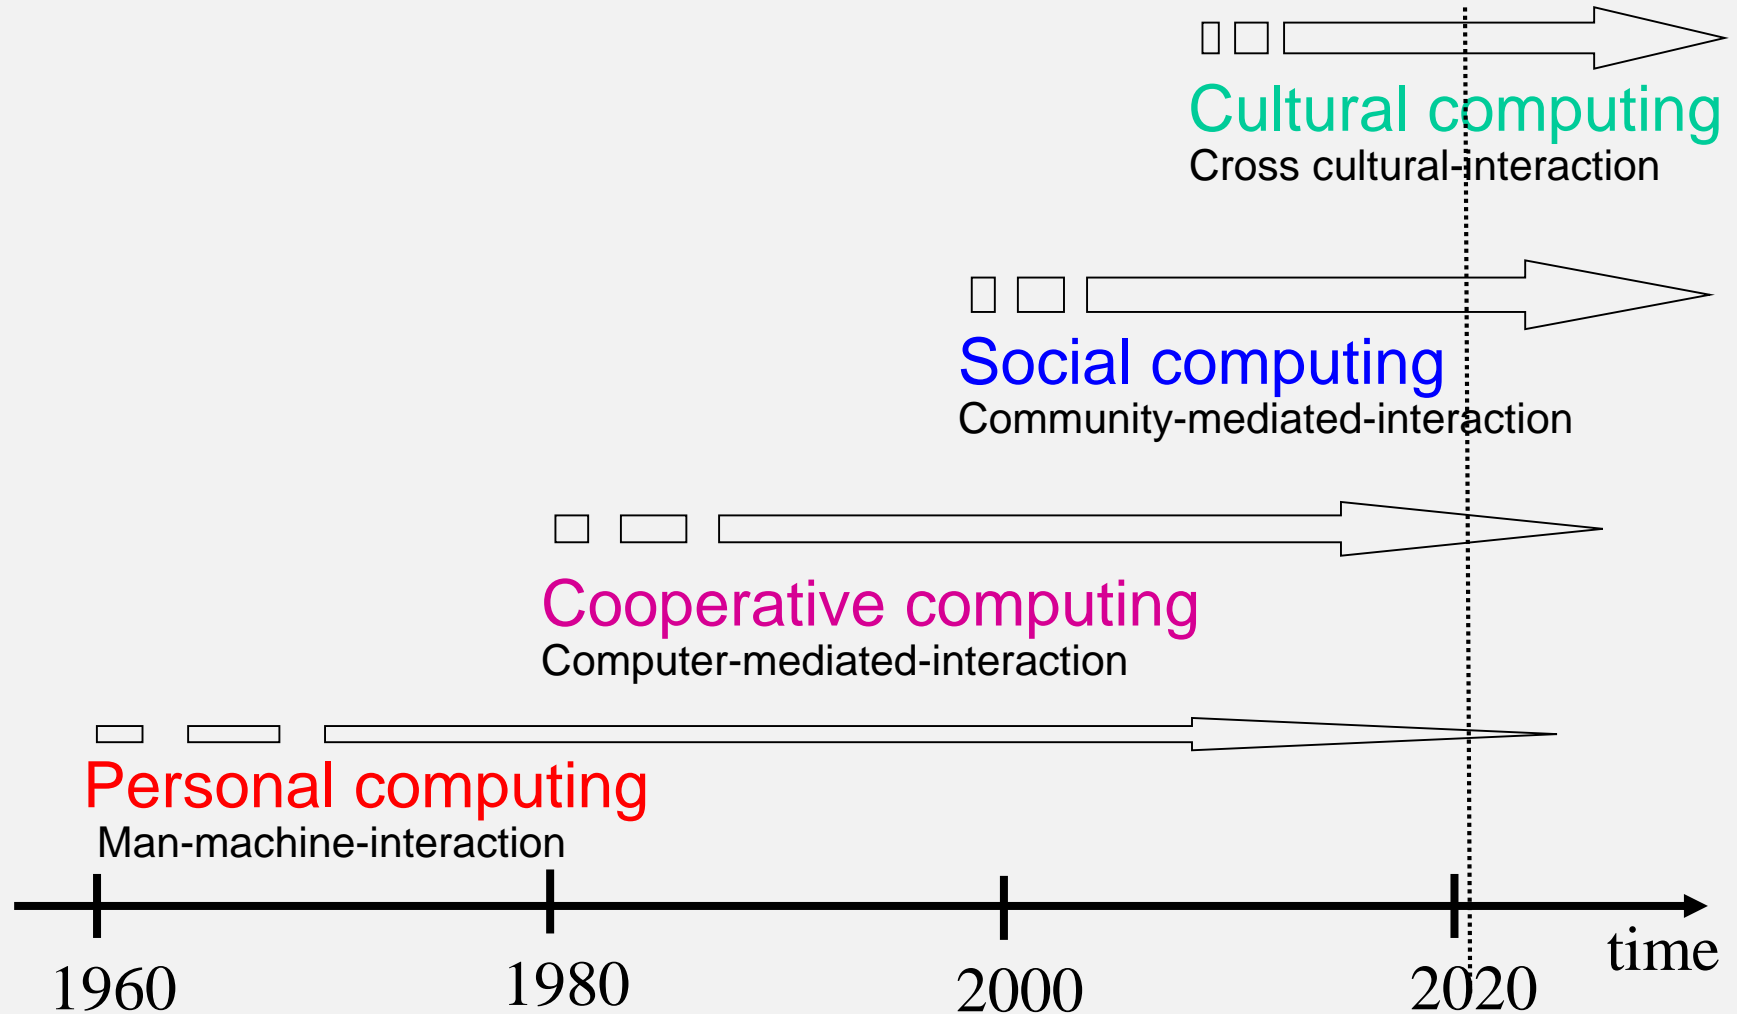 Cultural computing
Cross cultural-interaction
Social computing
Community-mediated-interaction
Cooperative computing
Computer-mediated-interaction
Personal computing
Man-machine-interaction
time
1960
1980
2000
2020